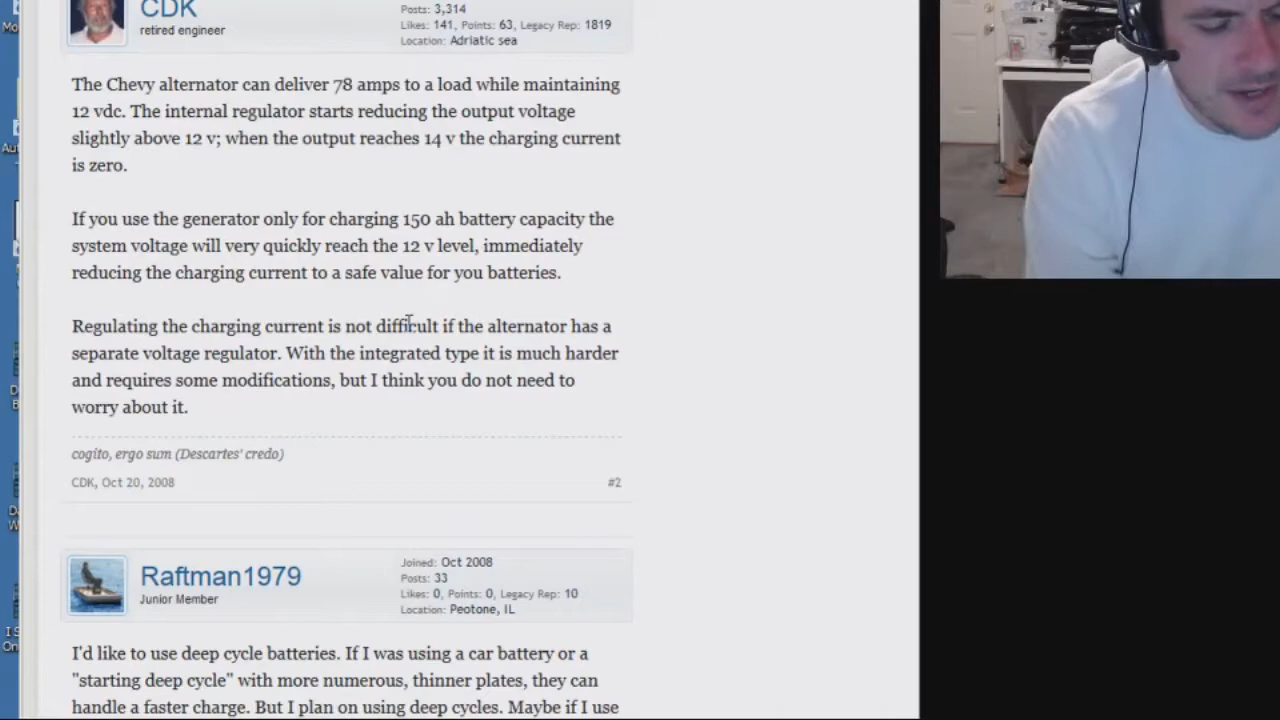 Mo
CDK
retired engineer
Posts: 3,314
Likes: 141, Points: 63, Legacy Rep: 1819
Location: Adriatic sea
The Chevy alternator can deliver 78 amps to a load while maintaining
12 vdc. The internal regulator starts reducing the output voltage
slightly above 12 v; when the output reaches 14 v the charging current
is zero.
If you use the generator only for charging 150 ah battery capacity the
system voltage will very quickly reach the 12 v level, immediately
reducing the charging current to a safe value for you batteries.
Regulating the charging current is not difficult if the alternator has a
separate voltage regulator. With the integrated type it is much harder
and requires some modifications, but I think you do not need to
worry about it.
cogito, ergo sum (Descartes' credo)
CDK, Oct 20, 2008 #2
Raftman1979
Junior Member
Joined: Oct 2008
Posts: 33
Likes: 0, Points: 0, Legacy Rep: 10
Location: Peotone, IL
I'd like to use deep cycle batteries. If I was using a car battery or a
"starting deep cycle" with more numerous, thinner plates, they can
handle a faster charge. But I plan on using deep cycles. Maybe if I use